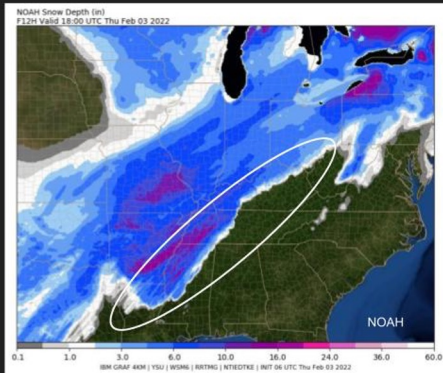 NOAH Snow Depth (in)
F12H Valid 18:00 UTC Thu Feb 03 2022
NOAH
0.1 1.0 3.0 6.0 10.0 16.0 24.0 36.0 60.0
IBM GRAF 4KM | YSU | WSM6 | RRTMG | NTIEDTKE | INIT 06 UTC Thu Feb 03 2022